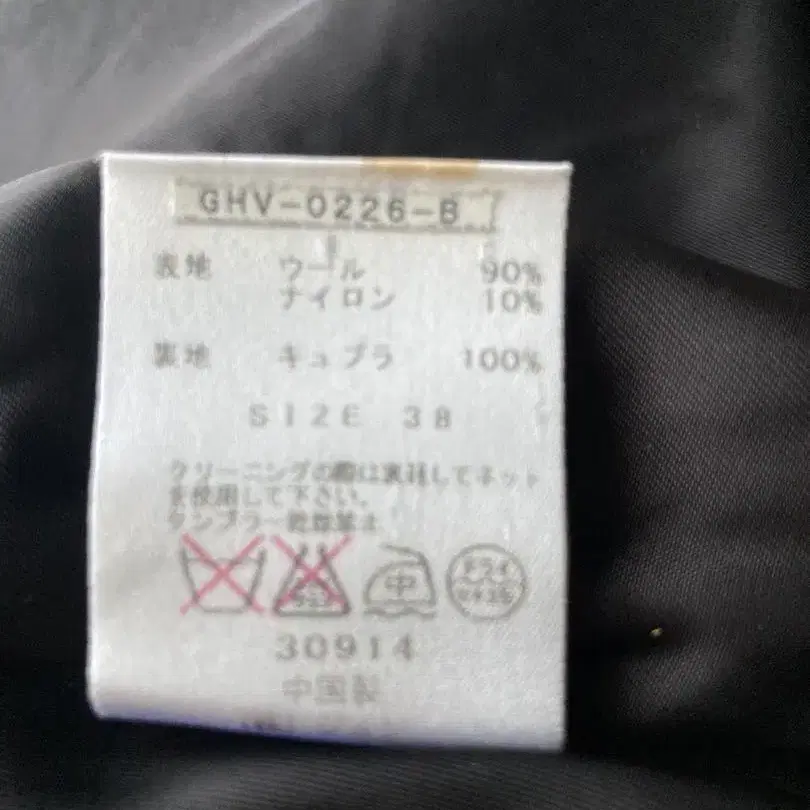 GHV-0226-B
表地 ウール 90%
ナイロン 10%
裏地 キュプラ 100%
SIZE 38
クリーニングの際は裏返してネット
を使用して下さい。
タンブラー乾燥禁止
中
ドライ
30914
中国製